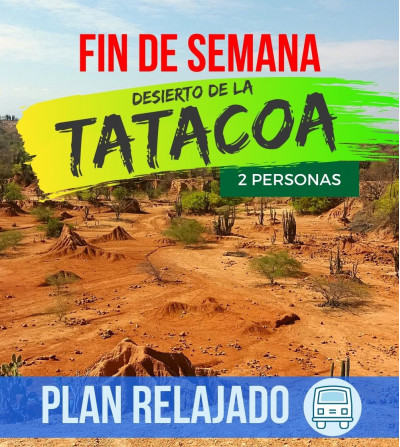 FIN DE SEMANA
DESIERTO DE LA
TATACOA
2 PERSONAS
PLAN RELAJADO